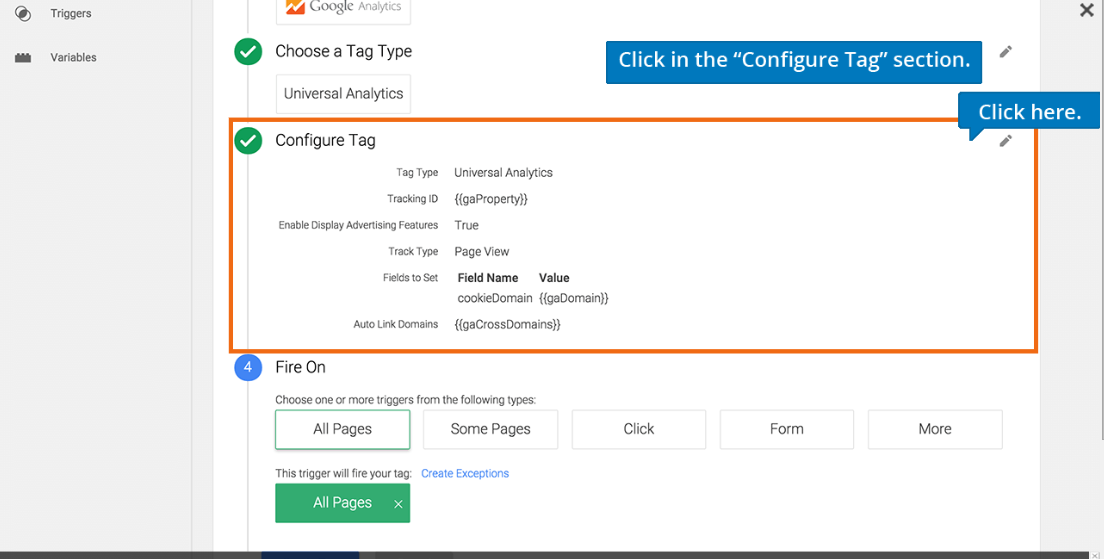 Triggers
Google Analytics
Choose a Tag Type
Click in the “Configure Tag” section.
Variables
Universal Analytics
Click here.
Configure Tag
Tag Type Universal Analytics
Tracking ID {{gaProperty}}
Enable Display Advertising Features True
Track Type Page View
Fields to Set Field Name Value
cookieDomain {{gaDomain}}
Auto Link Domains {{gaCrossDomains}}
4 Fire On
Choose one or more triggers from the following types:
All Pages Some Pages Click Form More
This trigger will fire your tag: Create Exceptions
All Pages ×